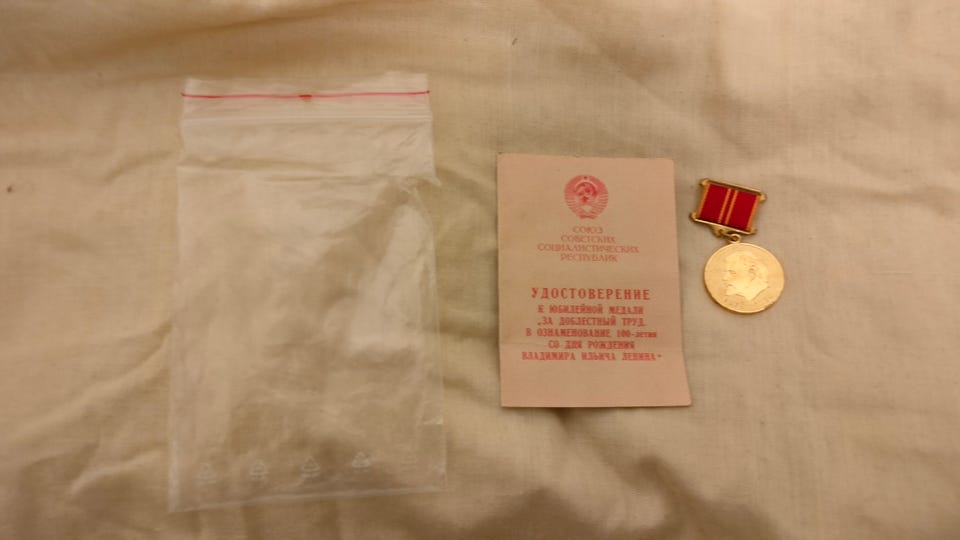 СОЮЗ
СОВЕТСКИХ
СОЦИАЛИСТИЧЕСКИХ
РЕСПУБЛИК
УДОСТОВЕРЕНИЕ
К ЮБИЛЕЙНОЙ МЕДАЛИ
„ЗА ДОБЛЕСТНЫЙ ТРУД.
В ОЗНАМЕНОВАНИЕ 100-летия
СО ДНЯ РОЖДЕНИЯ
ВЛАДИМИРА ИЛЬИЧА ЛЕНИНА“